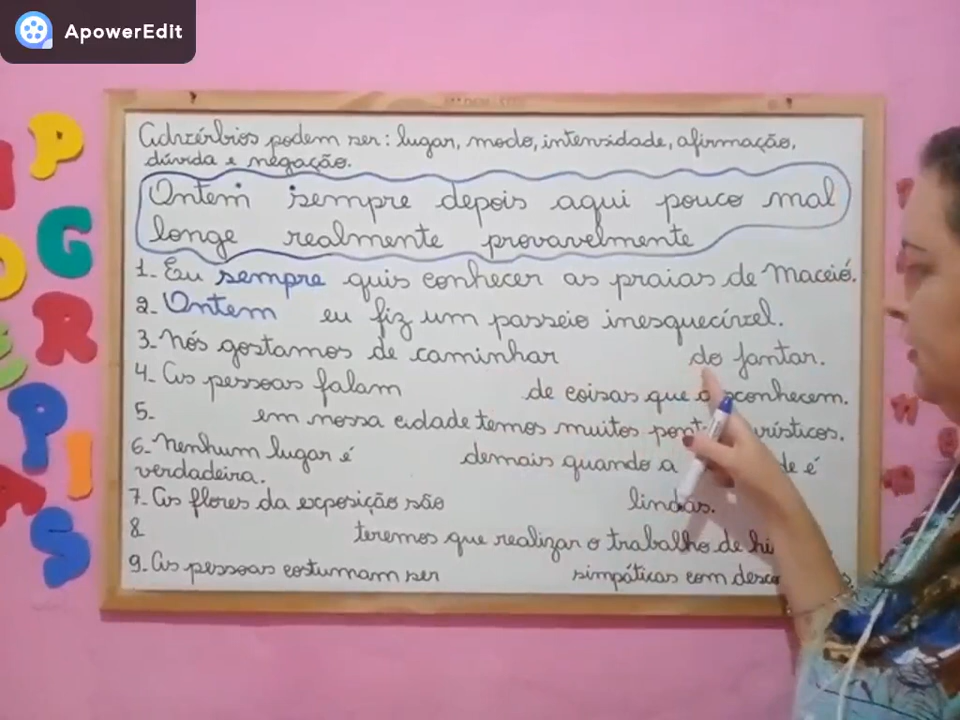 ApowerEdit
Advérbios podem ser: lugar, modo, intensidade, afirmação,
dúvida e negação.
Ontem sempre depois aqui pouco mal
longe realmente provavelmente
1- Eu sempre quis conhecer as praias de Maceió.
2- Ontem eu fiz um passeio inesquecível.
3- Nós gostamos de caminhar do jantar.
4- As pessoas falam de coisas que conhecem.
5. em nossa cidade temos muitos turísticos.
6- Nenhum lugar é demais quando a é
verdadeira.
7- As flores da exposição são lindas.
8 teremos que realizar o trabalho de
9- As pessoas costumam ser simpáticas com
P
G
R
P
I
S
A